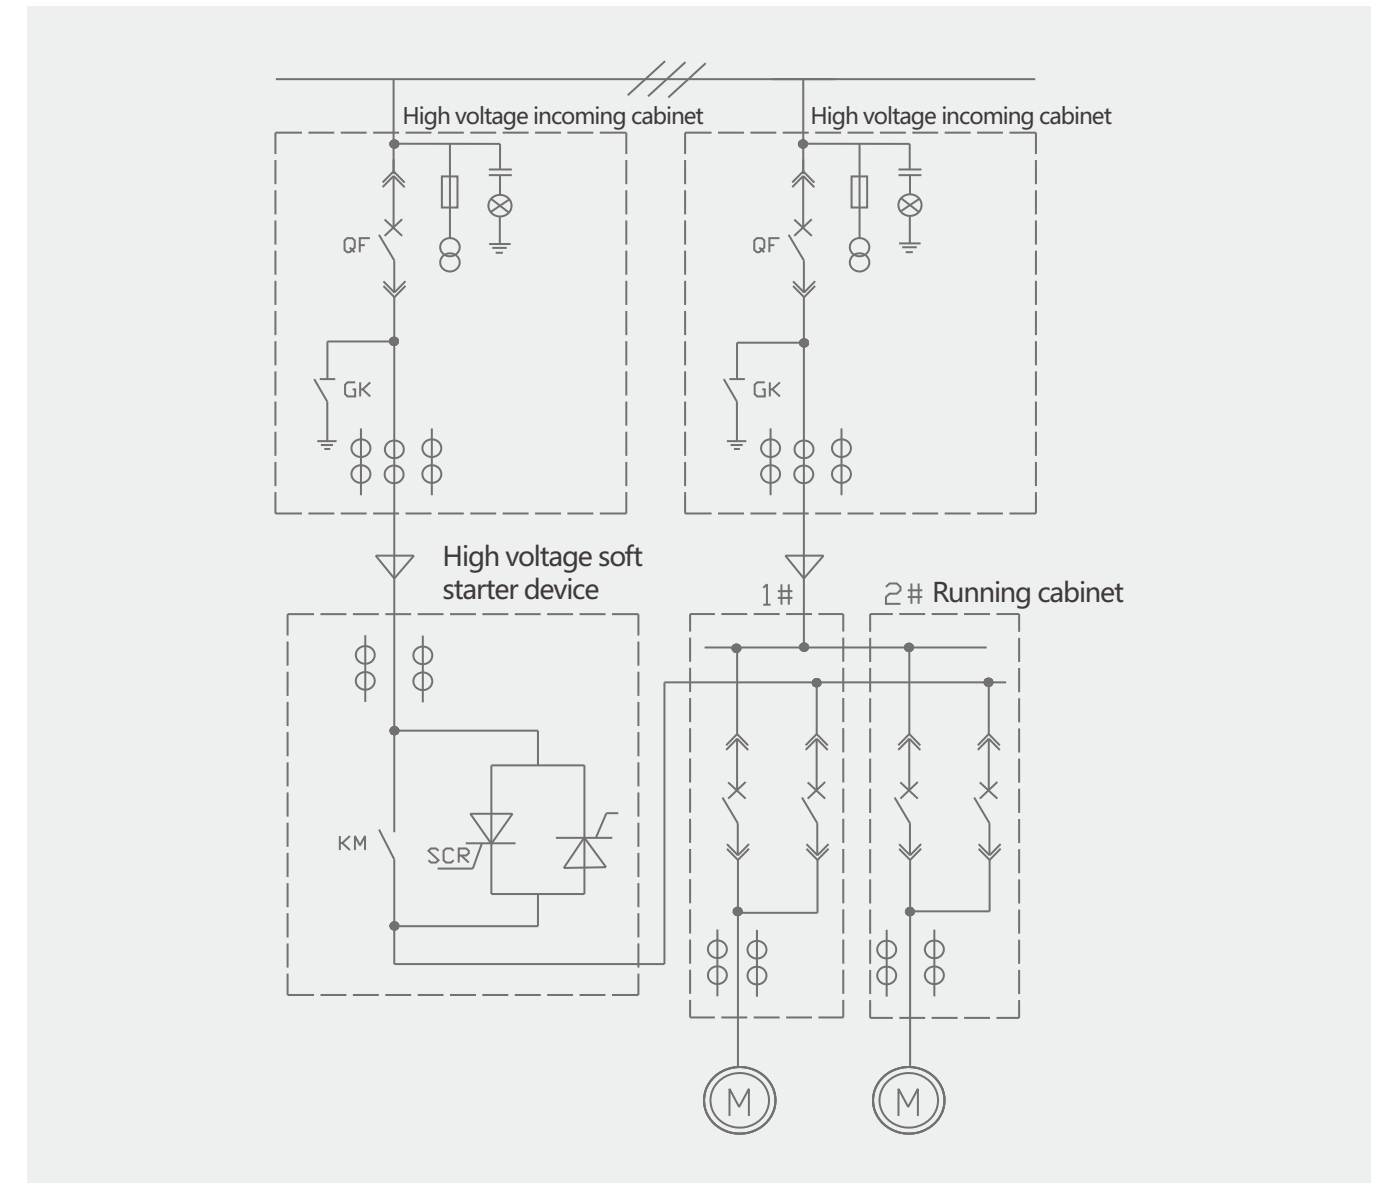 High voltage incoming cabinet
High voltage incoming cabinet
QF
QF
GK
GK
High voltage soft
starter device
1#
2# Running cabinet
KM
SCR
M
M